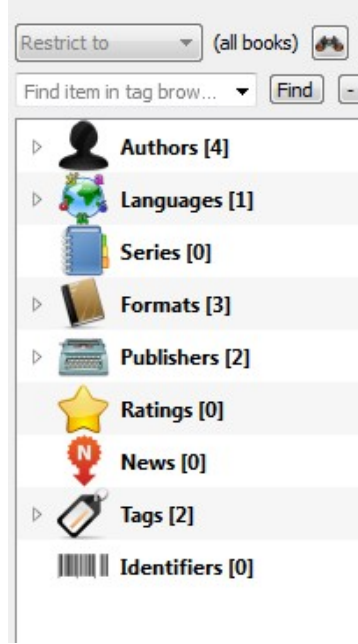 Restrict to (all books)
Find item in tag brow... Find -
Authors [4]
Languages [1]
Series [0]
Formats [3]
Publishers [2]
Ratings [0]
N
News [0]
Tags [2]
Identifiers [0]